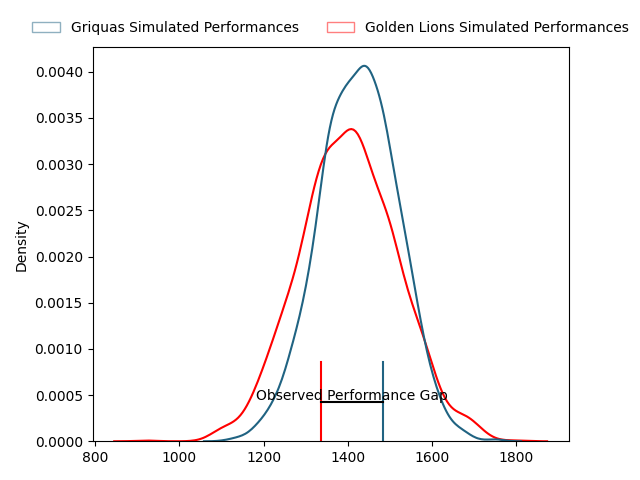 Griquas Simulated Performances Golden Lions Simulated Performances
0.0040
0.0035
0.0030
0.0025
0.0020
0.0015
0.0010
0.0005
0.0000
Density
Observed Performance Gap
800 1000 1200 1400 1600 1800